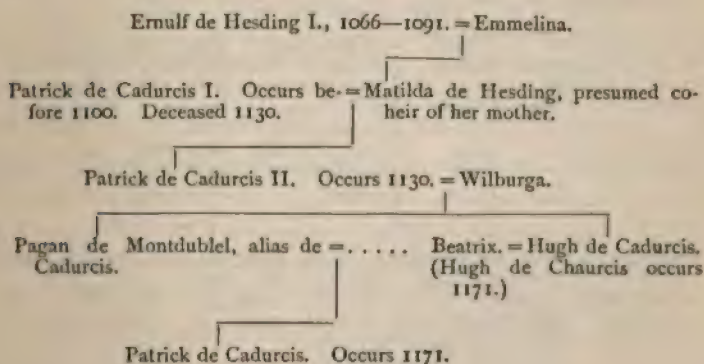 Ernulf de Hesding I., 1066—1091. = Emmelina.
Patrick de Cadurcis I. Occurs be- = Matilda de Hesding, presumed co-
fore 1100. Deceased 1130. heir of her mother.
Patrick de Cadurcis II. Occurs 1130. = Wilburga.
Pagan de Montdublel, alias de = . . . . . Beatrix. = Hugh de Cadurcis.
Cadurcis. (Hugh de Chaurcis occurs
1171.)
Patrick de Cadurcis. Occurs 1171.